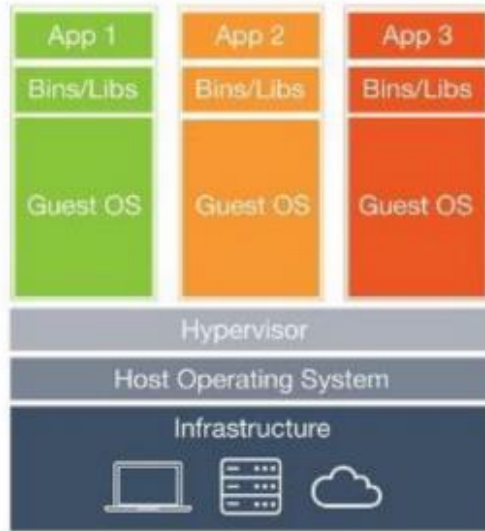 App 1
App 2
App 3
Bins/Libs
Bins/Libs
Bins/Libs
Guest OS
Guest OS
Guest OS
Hypervisor
Host Operating System
Infrastructure